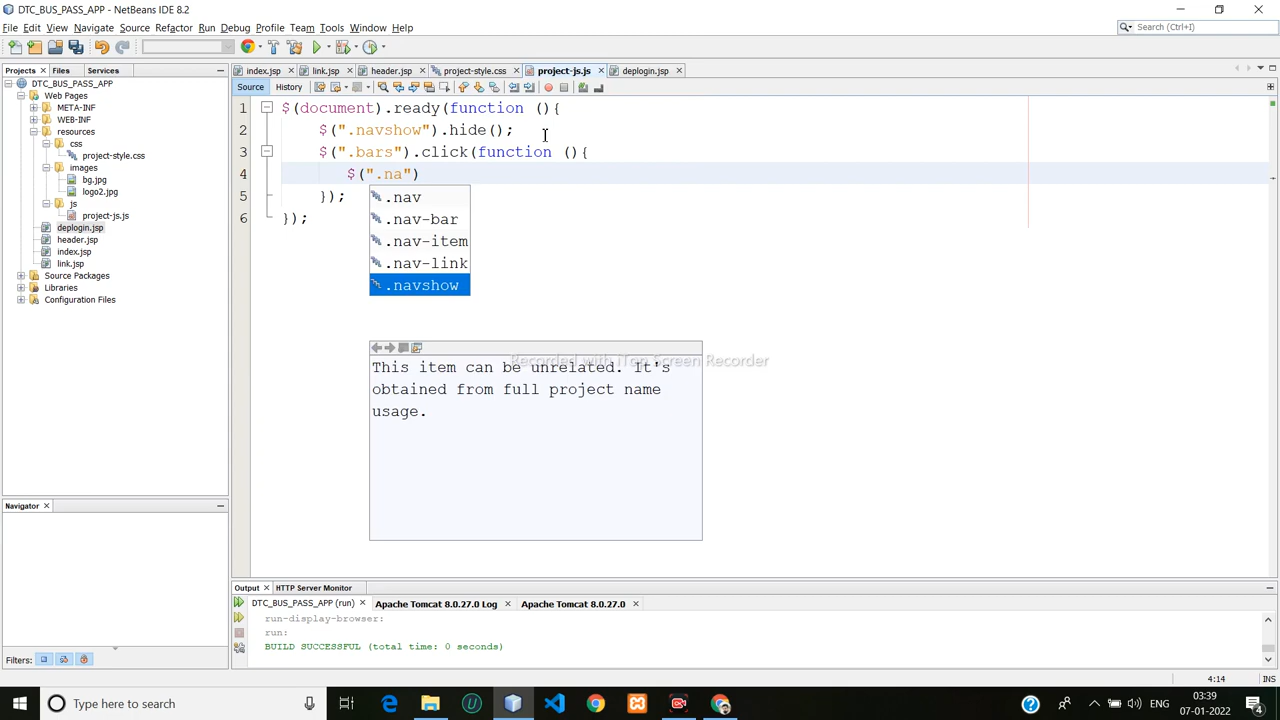 DTC_BUS_PASS_APP - NetBeans IDE 8.2
File Edit View Navigate Source Refactor Run Debug Profile Team Tools Window Help
Search (Ctrl+I)
Projects Files Services
index.jsp link.jsp header.jsp project-style.css project-js.js deplogin.jsp
Source History
DTC_BUS_PASS_APP
Web Pages
META-INF
WEB-INF
resources
css
project-style.css
images
bg.jpg
logo2.jpg
js
project-js.js
deplogin.jsp
header.jsp
index.jsp
link.jsp
Source Packages
Libraries
Configuration Files
1 $(document).ready(function (){
2 $(".navshow").hide();
3 $(".bars").click(function (){
4 $(".na")
5 });
6 });
.nav
.nav-bar
.nav-item
.nav-link
.navshow
This item can be unrelated. It's
obtained from full project name
usage.
Recorded with iTop Screen Recorder
Navigator
Filters:
Output HTTP Server Monitor
DTC_BUS_PASS_APP (run) Apache Tomcat 8.0.27.0 Log Apache Tomcat 8.0.27.0
run-display-browser:
run:
BUILD SUCCESSFUL (total time: 0 seconds)
4:14 INS
Type here to search
ENG
03:39
07-01-2022
4